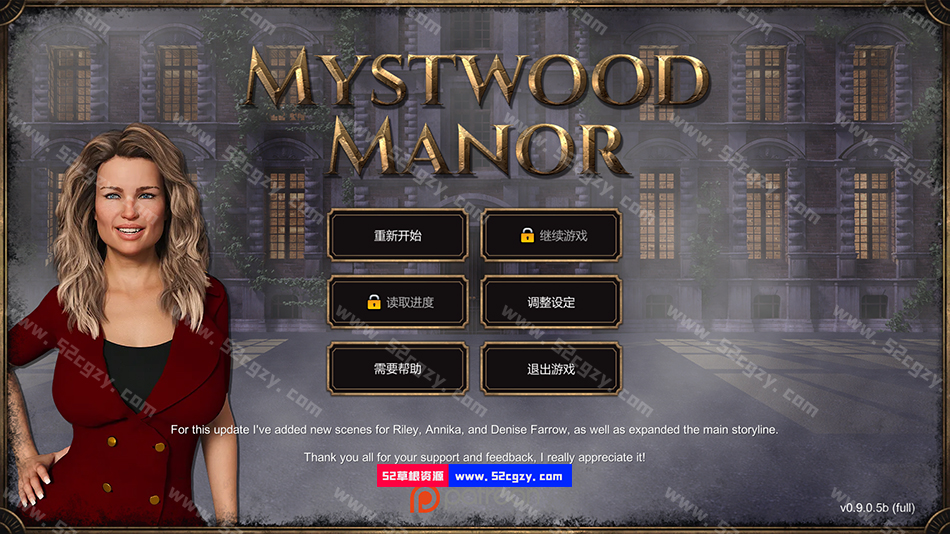 MYSTWOOD
MANOR
重新开始
继续游戏
读取进度
调整设定
需要帮助
退出游戏
For this update I've added new scenes for Riley, Annika, and Denise Farrow, as well as expanded the main storyline.
Thank you all for your support and feedback, I really appreciate it!
52草根资源 www.52cgzy.com
v0.9.0.5b (full)
www.52cgzy.com